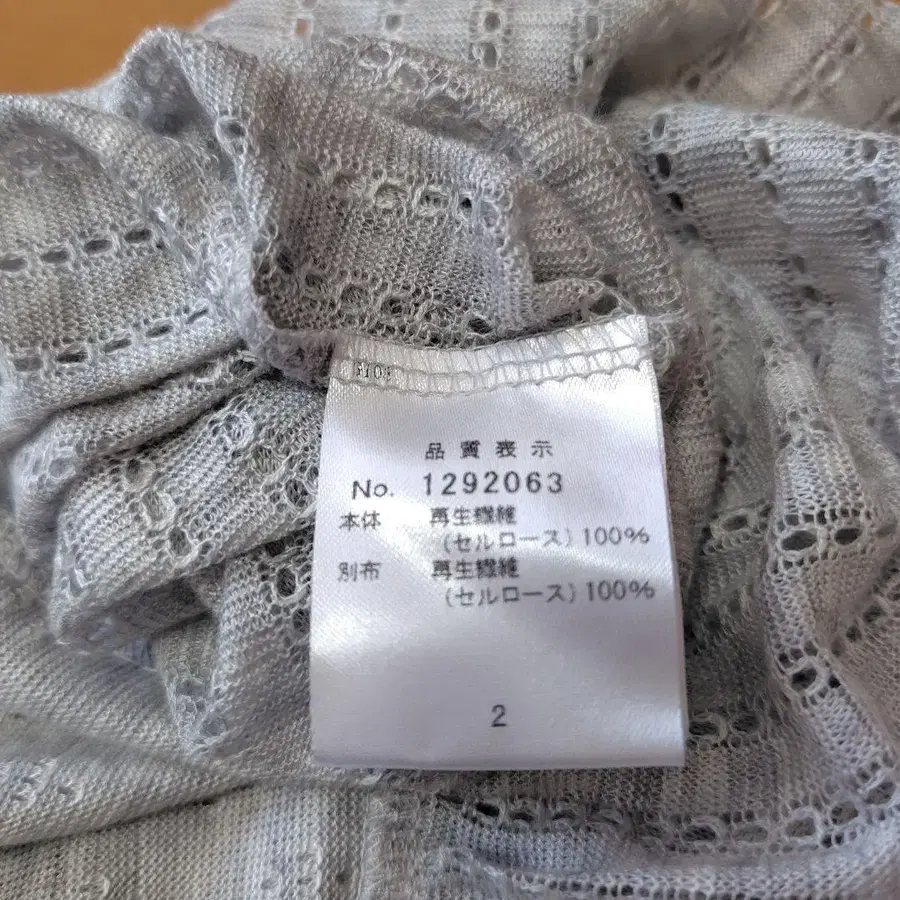 品質表示
No. 1292063
本体 再生繊維
(セルロース)100%
別布 再生繊維
(セルロース)100%
2